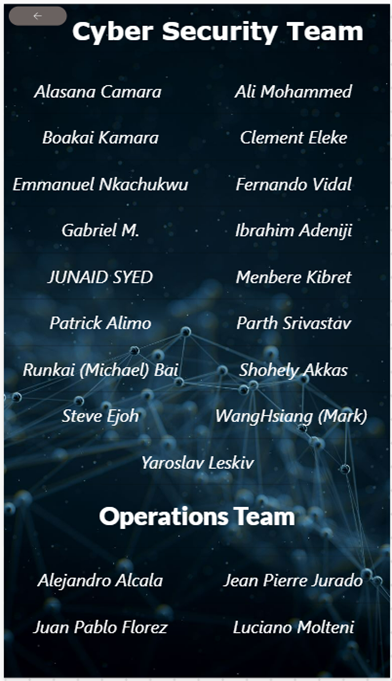 Cyber Security Team
Alasana Camara Ali Mohammed
Boakai Kamara Clement Eleke
Emmanuel Nkachukwu Fernando Vidal
Gabriel M. Ibrahim Adeniji
JUNAID SYED Menbere Kibret
Patrick Alimo Parth Srivastav
Runkai (Michael) Bai Shohely Akkas
Steve Ejoh WangHsiang (Mark)
Yaroslav Leskiv
Operations Team
Alejandro Alcala Jean Pierre Jurado
Juan Pablo Florez Luciano Molteni